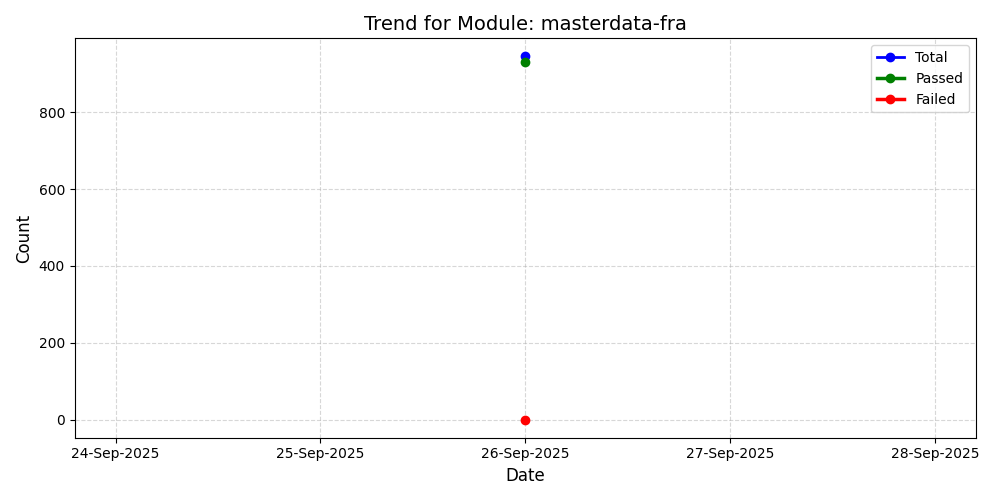 Trend for Module: masterdata-fra
Total
Passed
Failed
800
600
400
200
0
Count
24-Sep-2025
25-Sep-2025
26-Sep-2025
27-Sep-2025
28-Sep-2025
Date